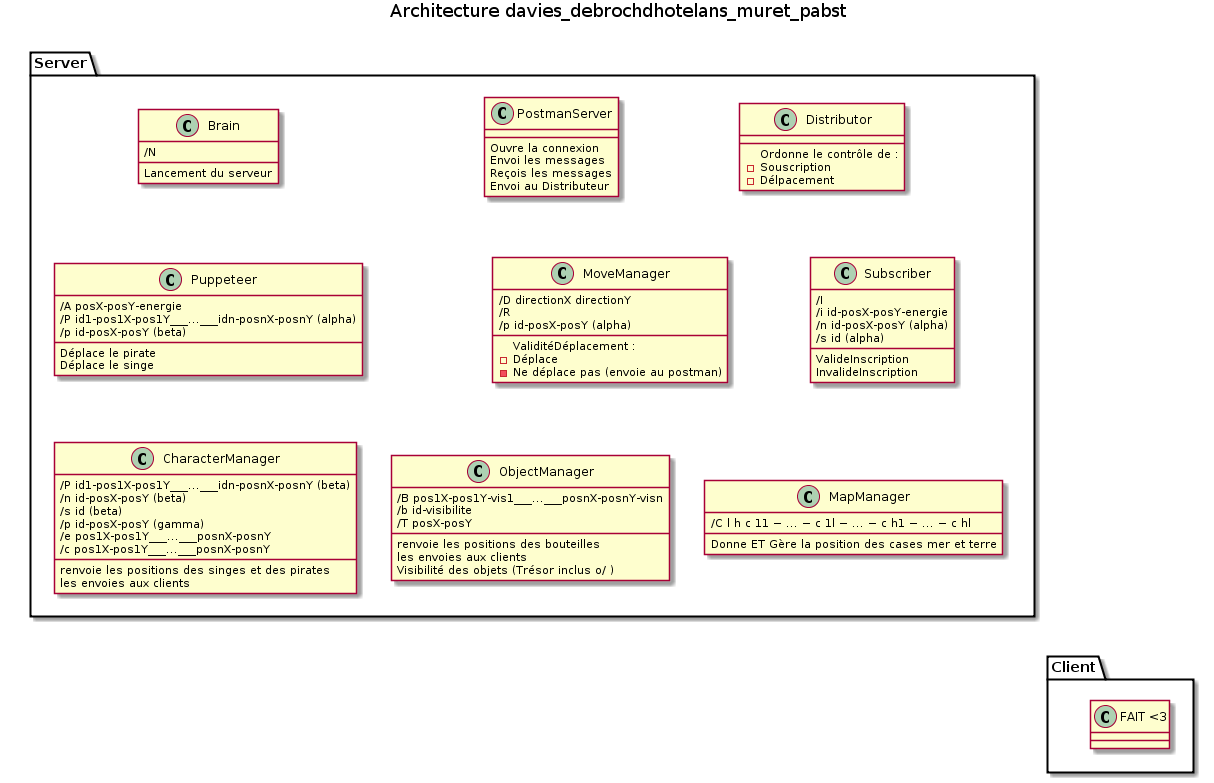 Architecture davies_debrochdhotelans_muret_pabst
Server
C Brain
/N
Lancement du serveur
C PostmanServer
Ouvre la connexion
Envoi les messages
Reçois les messages
Envoi au Distributeur
C Distributor
Ordonne le contrôle de :
Souscription
Délpacement
C Puppeteer
/A posX-posY-energie
/P id1-pos1X-pos1Y___...___idn-posnX-posnY (alpha)
/p id-posX-posY (beta)
Déplace le pirate
Déplace le singe
C MoveManager
/D directionX directionY
/R
/p id-posX-posY (alpha)
ValiditéDéplacement :
Déplace
Ne déplace pas (envoie au postman)
C Subscriber
/I
/i id-posX-posY-energie
/n id-posX-posY (alpha)
/s id (alpha)
ValideInscription
InvalideInscription
C CharacterManager
/P id1-pos1X-pos1Y___...___idn-posnX-posnY (beta)
/n id-posX-posY (beta)
/s id (beta)
/p id-posX-posY (gamma)
/e pos1X-pos1Y___...___posnX-posnY
/c pos1X-pos1Y___...___posnX-posnY
renvoie les positions des singes et des pirates
les envoies aux clients
C ObjectManager
/B pos1X-pos1Y-vis1___...___posnX-posnY-visn
/b id-visibilite
/T posX-posY
renvoie les positions des bouteilles
les envoies aux clients
Visibilité des objets (Trésor inclus o/ )
C MapManager
/C l h c 11 − ... − c 1l − ... − c h1 − ... − c hl
Donne ET Gère la position des cases mer et terre
Client
C FAIT <3